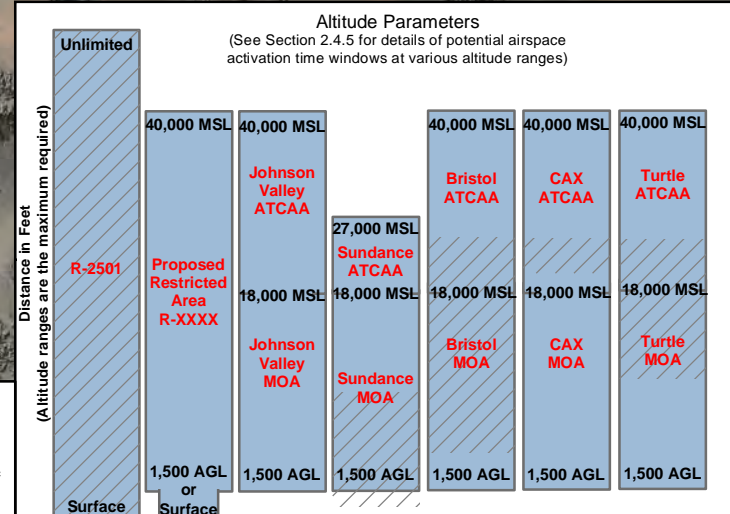 Altitude Parameters
(See Section 2.4.5 for details of potential airspace
activation time windows at various altitude ranges)
Distance in Feet
(Altitude ranges are the maximum required)
Unlimited
R-2501
Surface
40,000 MSL
Proposed
Restricted
Area
R-XXXX
1,500 AGL
or
Surface
40,000 MSL
Johnson
Valley
ATCAA
18,000 MSL
Johnson
Valley
MOA
1,500 AGL
27,000 MSL
Sundance
ATCAA
18,000 MSL
Sundance
MOA
1,500 AGL
40,000 MSL
Bristol
ATCAA
18,000 MSL
Bristol
MOA
1,500 AGL
40,000 MSL
CAX
ATCAA
18,000 MSL
CAX
MOA
1,500 AGL
40,000 MSL
Turtle
ATCAA
18,000 MSL
Turtle
MOA
1,500 AGL